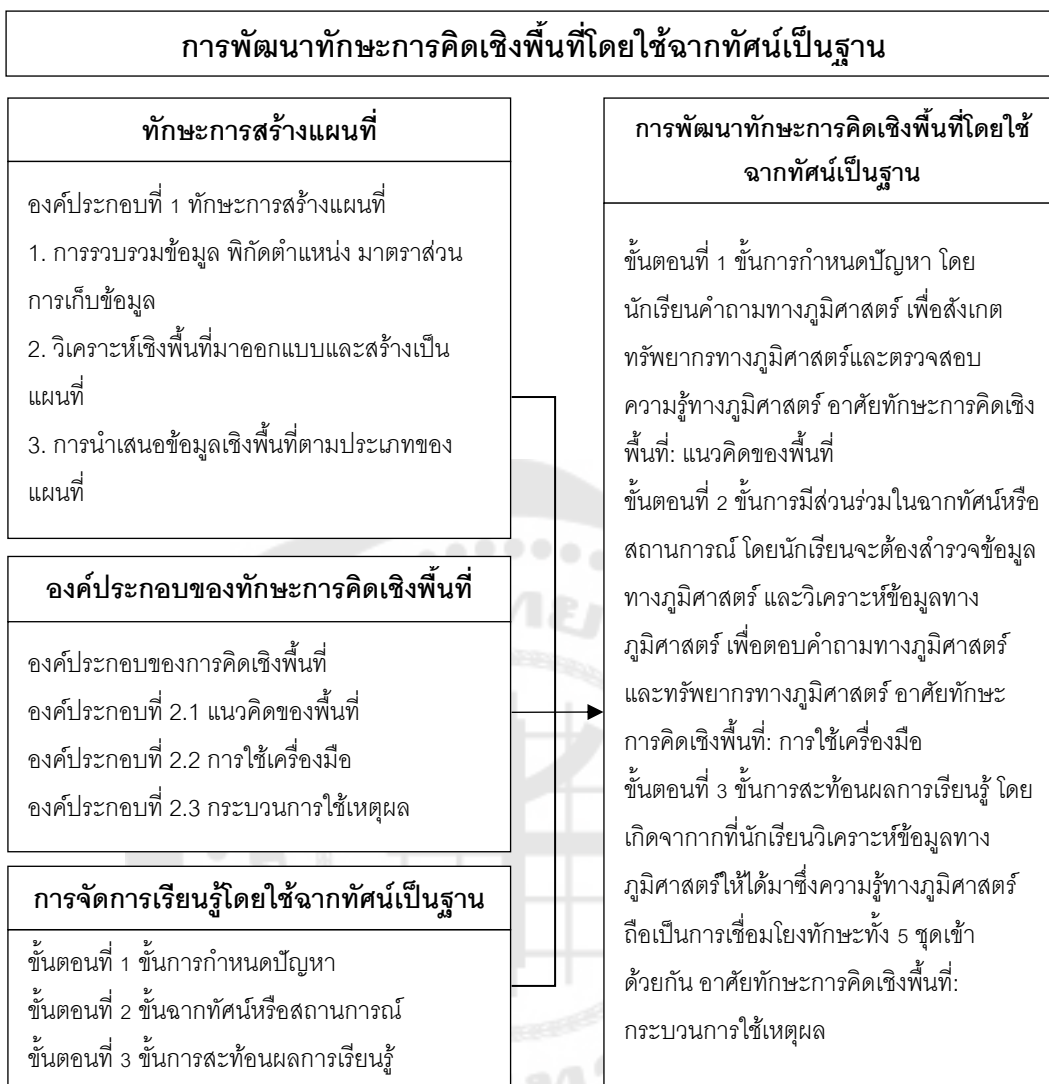 การพัฒนาทักษะการคิดเชิงพื้นที่โดยใช้ฉากทัศน์เป็นฐาน
ทักษะการสร้างแผนที่
องค์ประกอบที่ 1 ทักษะการสร้างแผนที่
1. การรวบรวมข้อมูล พิกัดตำแหน่ง มาตราส่วน
การเก็บข้อมูล
2. วิเคราะห์เชิงพื้นที่มาออกแบบและสร้างเป็น
แผนที่
3. การนำเสนอข้อมูลเชิงพื้นที่ตามประเภทของ
แผนที่
องค์ประกอบของทักษะการคิดเชิงพื้นที่
องค์ประกอบของการคิดเชิงพื้นที่
องค์ประกอบที่ 2.1 แนวคิดของพื้นที่
องค์ประกอบที่ 2.2 การใช้เครื่องมือ
องค์ประกอบที่ 2.3 กระบวนการใช้เหตุผล
การจัดการเรียนรู้โดยใช้ฉากทัศน์เป็นฐาน
ขั้นตอนที่ 1 ขั้นการกำหนดปัญหา
ขั้นตอนที่ 2 ขั้นฉากทัศน์หรือสถานการณ์
ขั้นตอนที่ 3 ขั้นการสะท้อนผลการเรียนรู้
การพัฒนาทักษะการคิดเชิงพื้นที่โดยใช้
ฉากทัศน์เป็นฐาน
ขั้นตอนที่ 1 ขั้นการกำหนดปัญหา โดย
นักเรียนคำถามทางภูมิศาสตร์ เพื่อสังเกต
ทรัพยากรทางภูมิศาสตร์และตรวจสอบ
ความรู้ทางภูมิศาสตร์ อาศัยทักษะการคิดเชิง
พื้นที่: แนวคิดของพื้นที่
ขั้นตอนที่ 2 ขั้นการมีส่วนร่วมในฉากทัศน์หรือ
สถานการณ์ โดยนักเรียนจะต้องสำรวจข้อมูล
ทางภูมิศาสตร์ และวิเคราะห์ข้อมูลทาง
ภูมิศาสตร์ เพื่อตอบคำถามทางภูมิศาสตร์
และทรัพยากรทางภูมิศาสตร์ อาศัยทักษะ
การคิดเชิงพื้นที่: การใช้เครื่องมือ
ขั้นตอนที่ 3 ขั้นการสะท้อนผลการเรียนรู้ โดย
เกิดจากากที่นักเรียนวิเคราะห์ข้อมูลทาง
ภูมิศาสตร์ให้ได้มาซึ่งความรู้ทางภูมิศาสตร์
ถือเป็นการเชื่อมโยงทักษะทั้ง 5 ชุดเข้า
ด้วยกัน อาศัยทักษะการคิดเชิงพื้นที่:
กระบวนการใช้เหตุผล